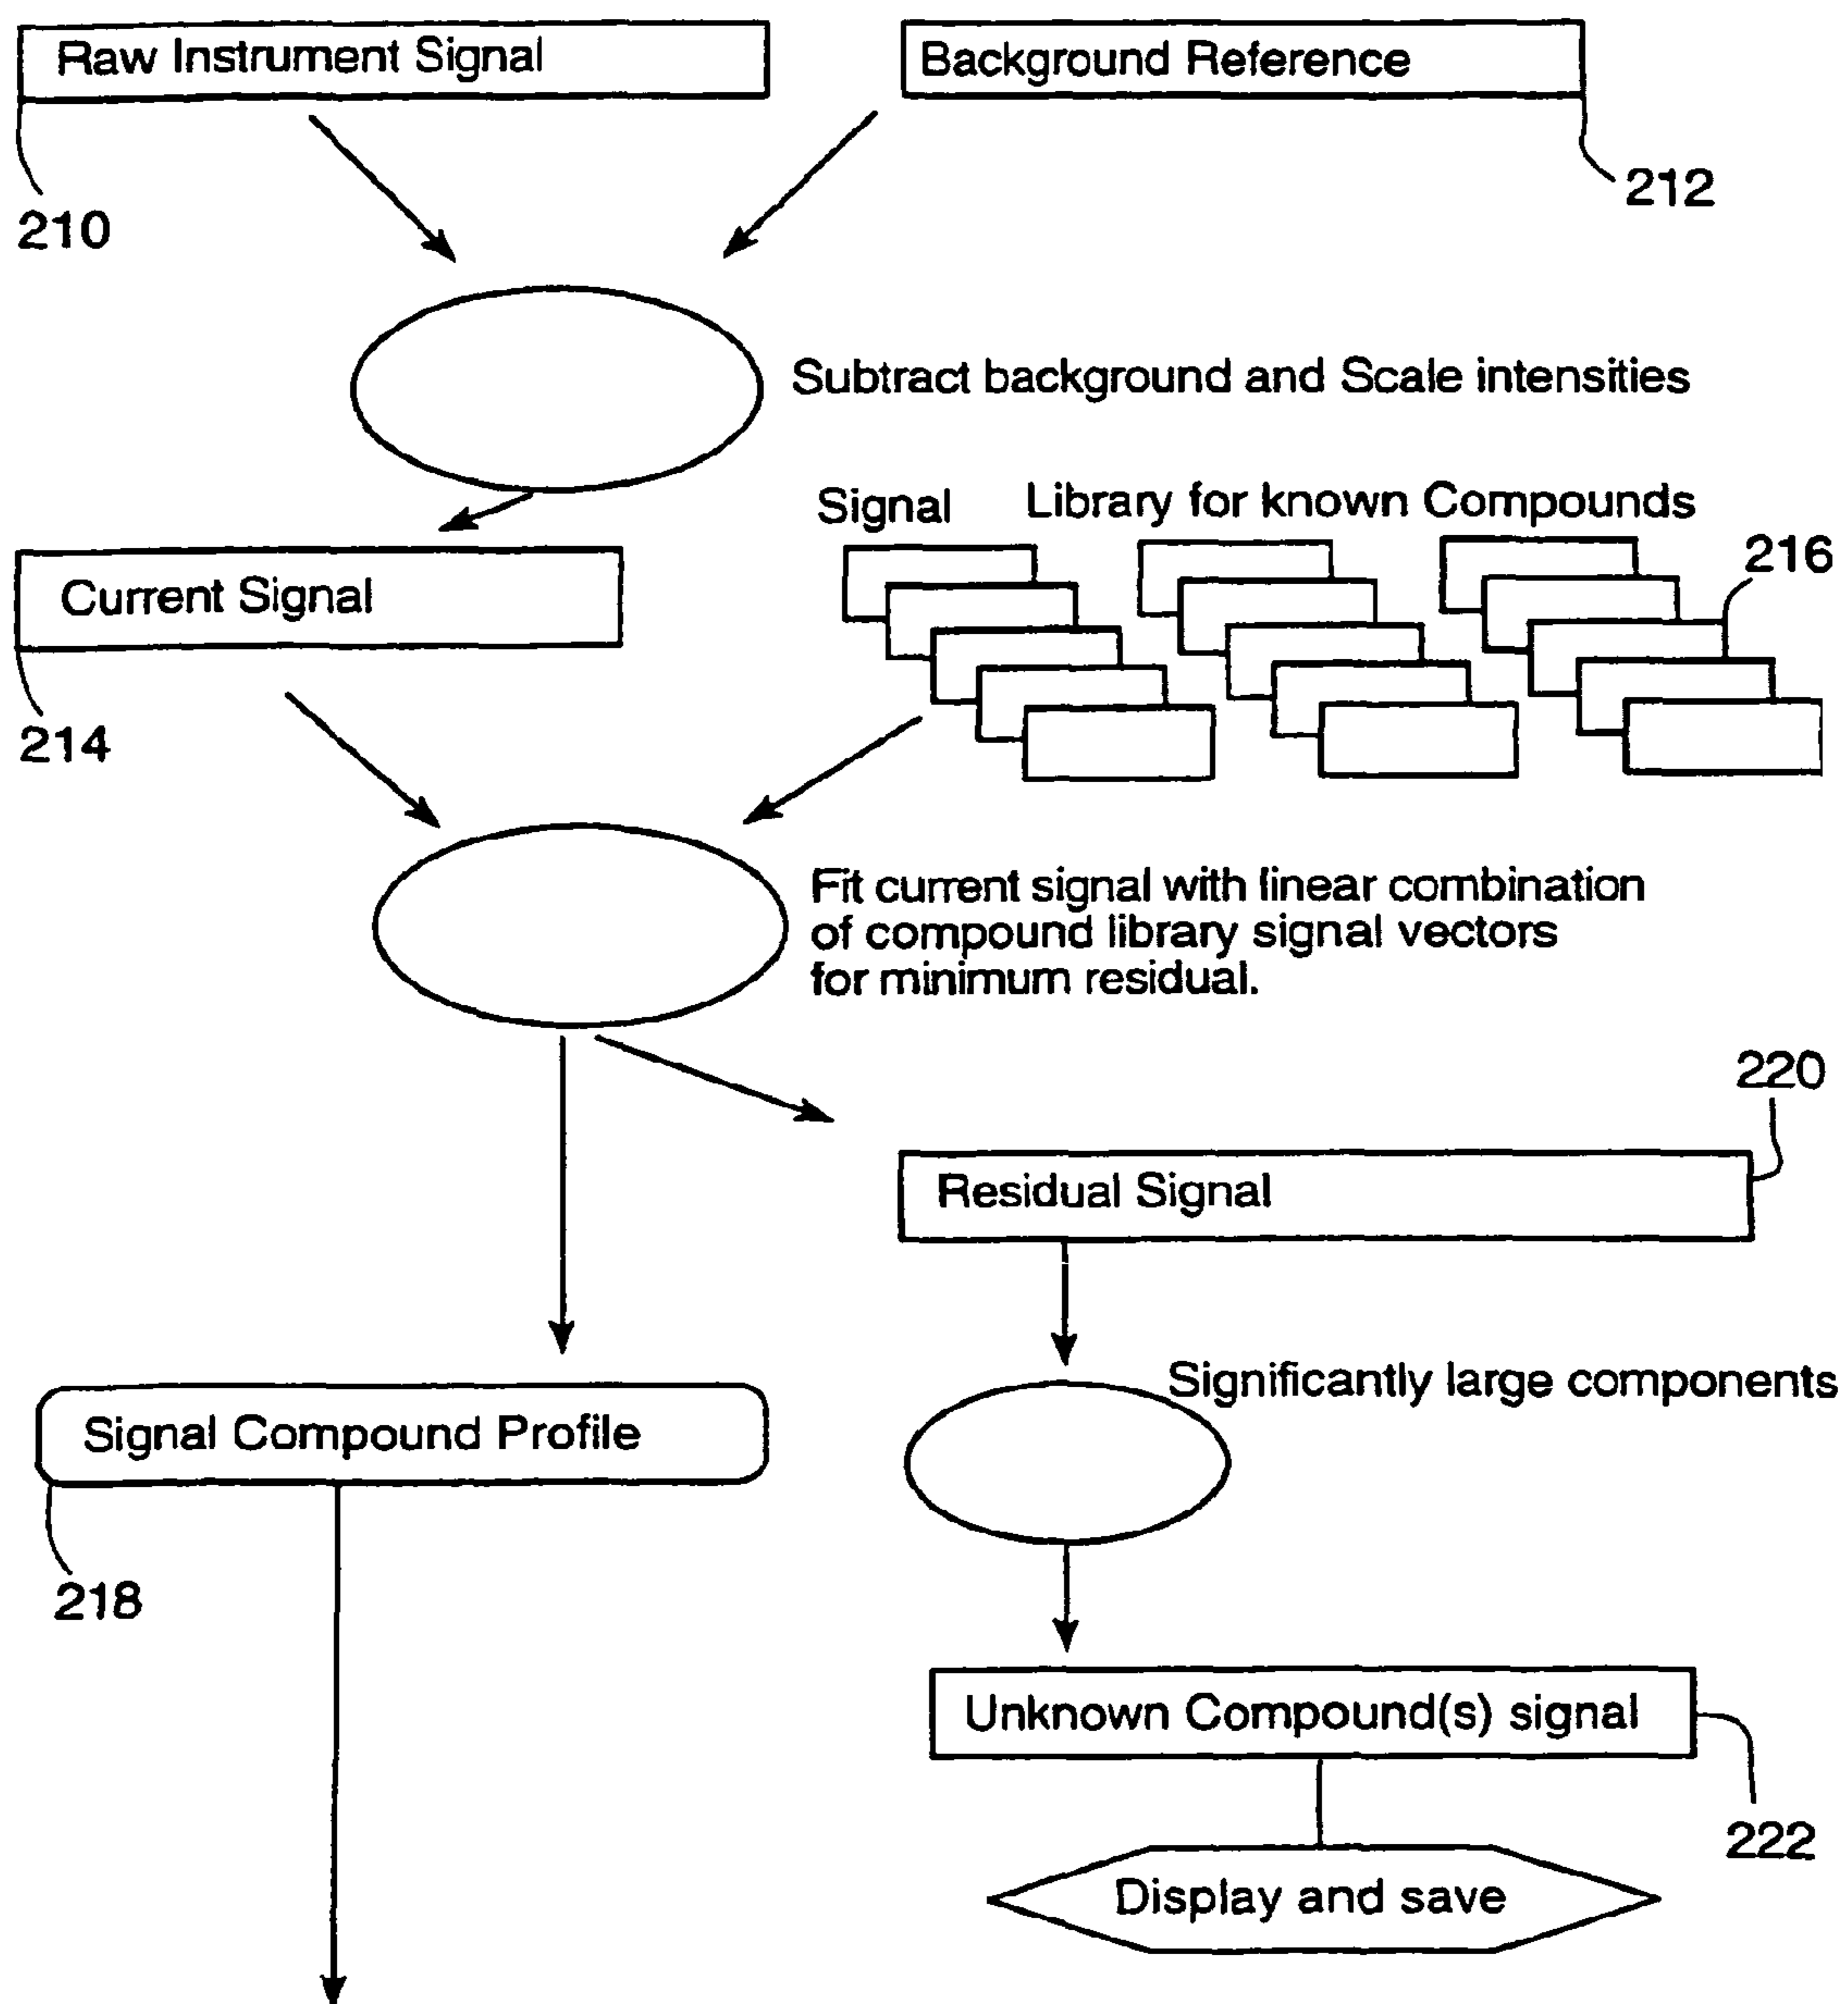 Raw Instrument Signal
Background Reference
210
212
Subtract background and Scale intensities
Signal Library for known Compounds
216
Current Signal
214
Fit current signal with linear combination
of compound library signal vectors
for minimum residual.
220
Residual Signal
Significantly large components
Signal Compound Profile
218
Unknown Compound(s) signal
222
Display and save